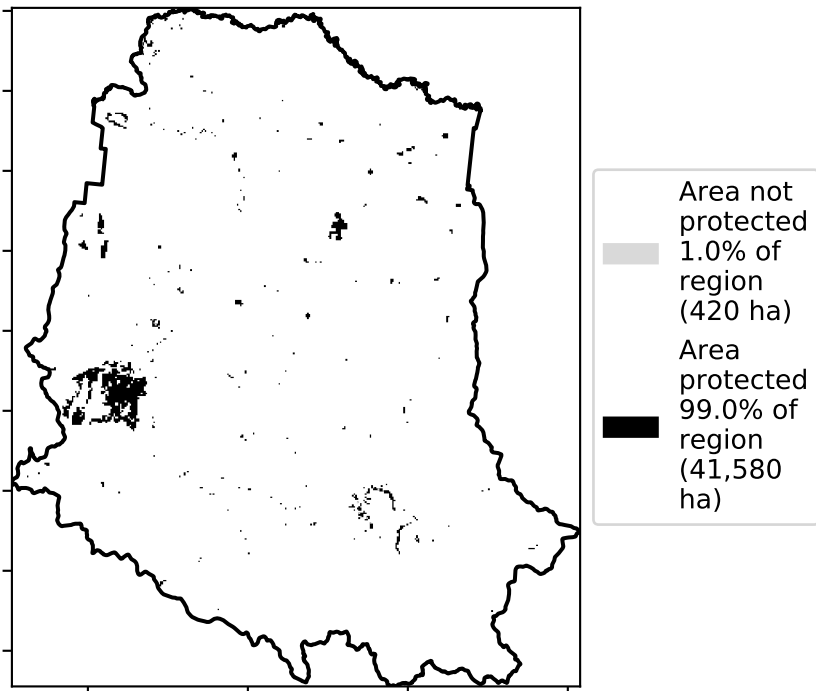 Area not
protected
1.0% of
region
(420 ha)
Area
protected
99.0% of
region
(41,580
ha)